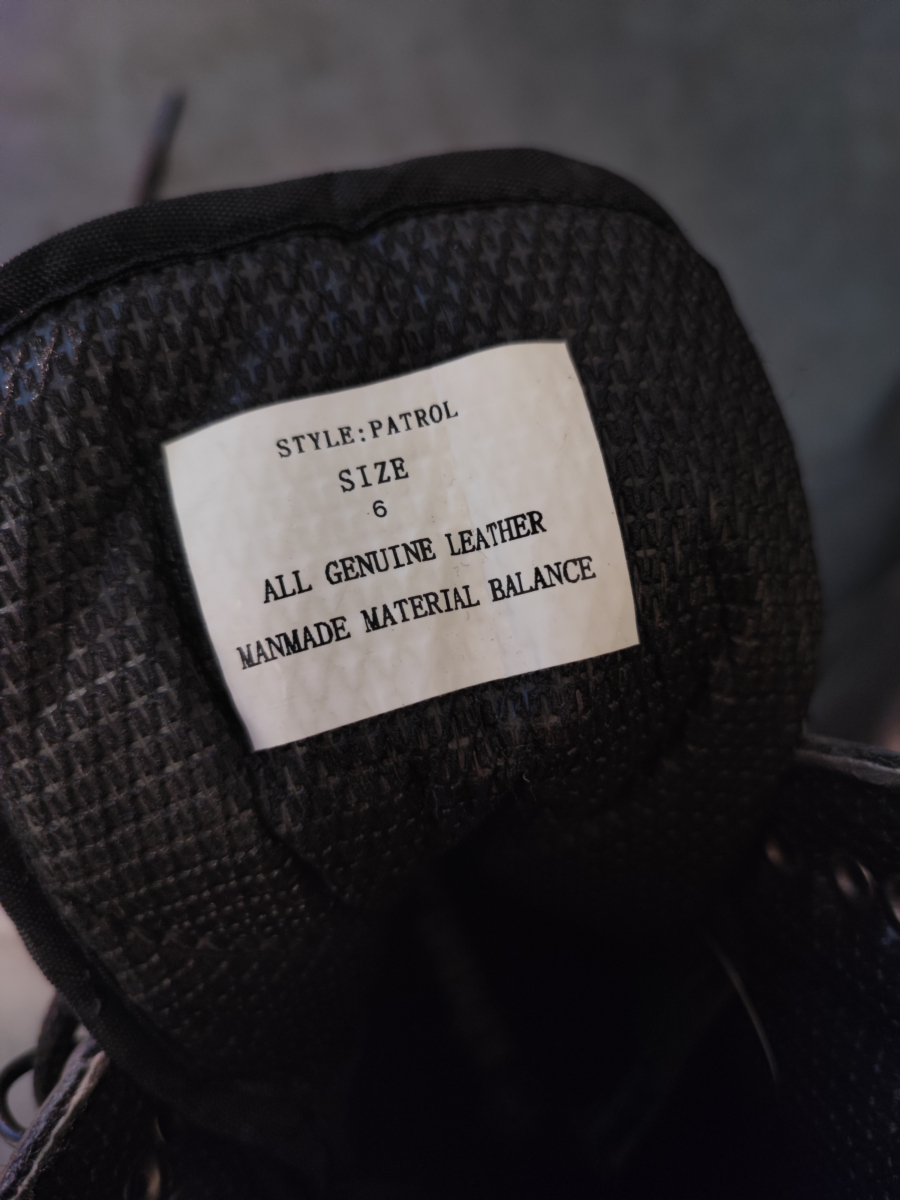 STYLE:PATROL
SIZE
6
ALL GENUINE LEATHER
MANMADE MATERIAL BALANCE